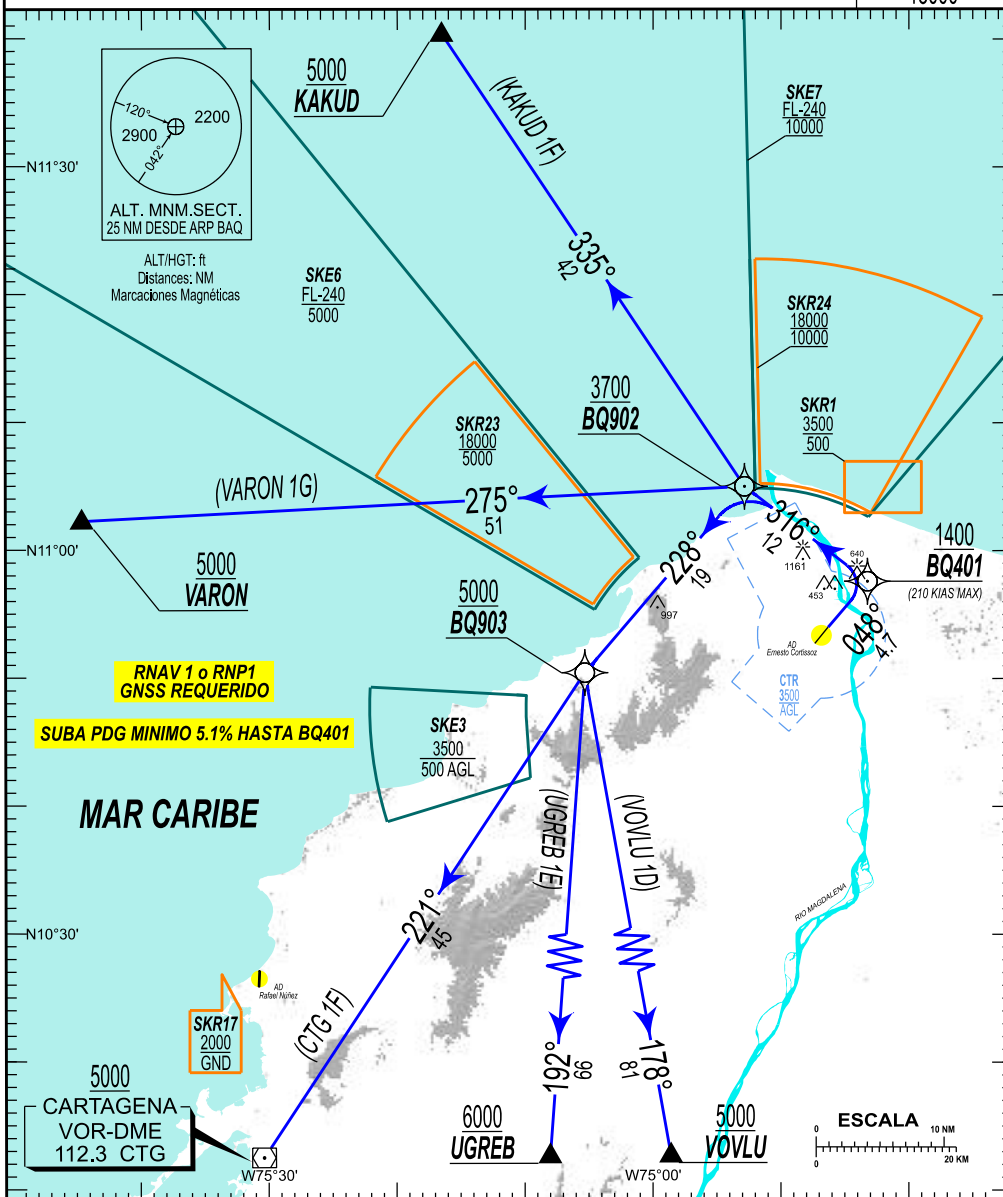 5000
KAKUD
(KAKUD 1F)
SKE7
FL-240
10000
120°
2200
2900
042°
ALT. MNM.SECT.
25 NM DESDE ARP BAQ
ALT/HGT: ft
Distances: NM
Marcaciones Magnéticas
N11°30'
335°
42
SKE6
FL-240
5000
SKR24
18000
10000
3700
BQ902
SKR1
3500
500
SKR23
18000
5000
(VARON 1G)
275°
51
316°
12
N11°00'
5000
VARON
228°
19
1161
640
453
1400
BQ401
(210 KIAS MAX)
048°
4.7
5000
BQ903
997
AD
Ernesto Cortissoz
CTR
3500
AGL
RNAV 1 o RNP1
GNSS REQUERIDO
SUBA PDG MINIMO 5.1% HASTA BQ401
SKE3
3500
500 AGL
MAR CARIBE
(UGREB 1E)
(VOVLU 1D)
221°
45
RIO MAGDALENA
N10°30'
AD
Rafael Núñez
SKR17
2000
GND
(CTG 1F)
192°
99
178°
81
5000
CARTAGENA
VOR-DME
112.3 CTG
W75°30'
6000
UGREB
5000
VOVLU
W75°00'
ESCALA
0 10 NM
0 20 KM